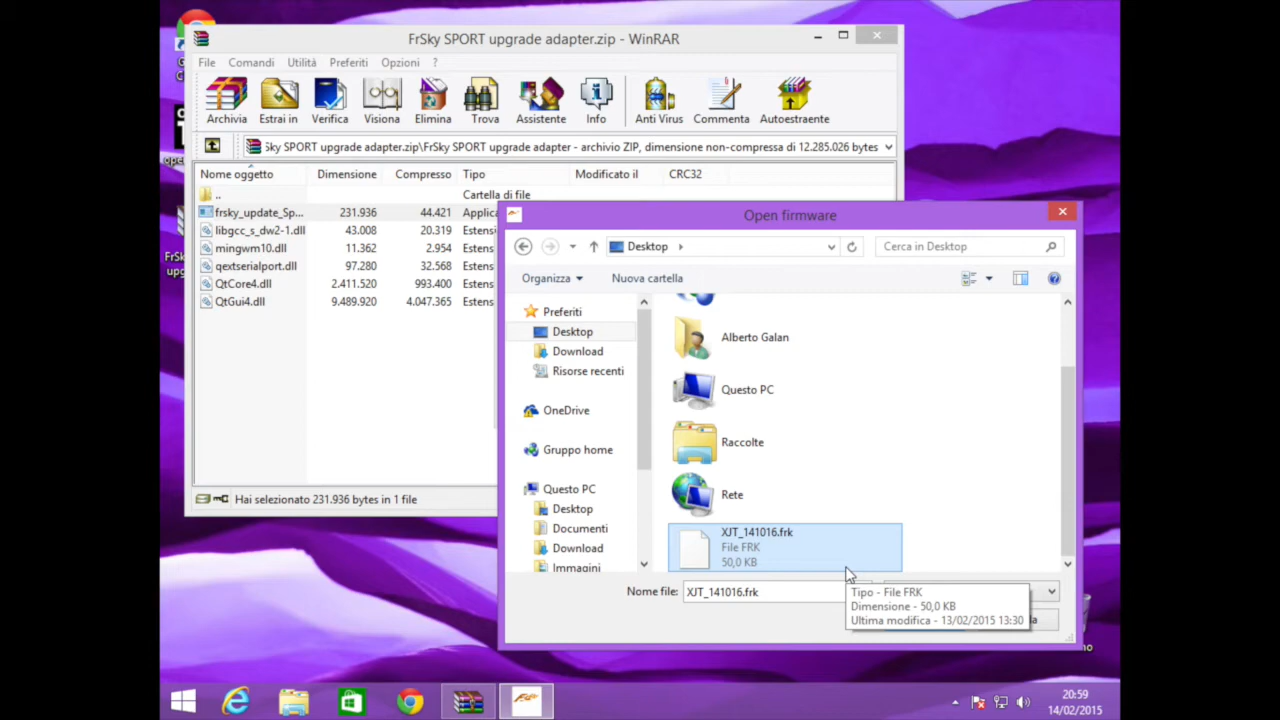 FrSky SPORT upgrade adapter.zip - WinRAR
File Comandi Utilità Preferiti Opzioni ?
Archivia Estrai in Verifica Visiona Elimina Trova Assistente Info Anti Virus Commenta Autoestraente
Sky SPORT upgrade adapter.zip\FrSky SPORT upgrade adapter - archivio ZIP, dimensione non-compressa di 12.285.026 bytes
Nome oggetto Dimensione Compresso Tipo Modificato il CRC32
.. Cartella di file
frsky_update_Sp... 231.936 44.421 Applica
libgcc_s_dw2-1.dll 43.008 20.319 Estens
mingwm10.dll 11.362 2.954 Estens
qextserialport.dll 97.280 32.568 Estens
QtCore4.dll 2.411.520 993.400 Estens
QtGui4.dll 9.489.920 4.047.365 Estens
Hai selezionato 231.936 bytes in 1 file
Open firmware
Desktop
Cerca in Desktop
Organizza Nuova cartella
Preferiti
Desktop
Download
Risorse recenti
OneDrive
Gruppo home
Questo PC
Desktop
Documenti
Download
Immagini
Alberto Galan
Questo PC
Raccolte
Rete
XJT_141016.frk
File FRK
50,0 KB
Nome file: XJT_141016.frk
Tipo - File FRK
Dimensione - 50,0 KB
Ultima modifica - 13/02/2015 13:30
20:59
14/02/2015